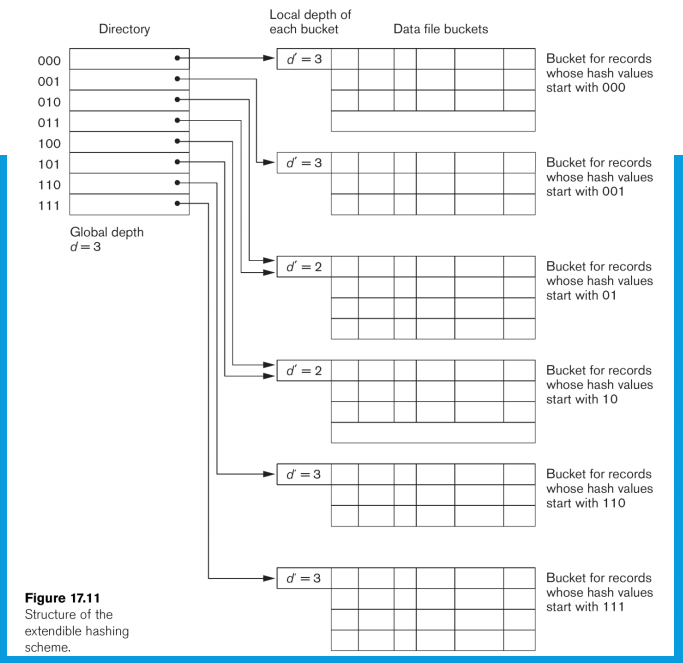 Directory
Local depth of
each bucket
Data file buckets
000
001
010
011
100
101
110
111
Global depth
d = 3
d′ = 3
Bucket for records
whose hash values
start with 000
d′ = 3
Bucket for records
whose hash values
start with 001
d′ = 2
Bucket for records
whose hash values
start with 01
d′ = 2
Bucket for records
whose hash values
start with 10
d′ = 3
Bucket for records
whose hash values
start with 110
d′ = 3
Bucket for records
whose hash values
start with 111
Figure 17.11
Structure of the
extendible hashing
scheme.